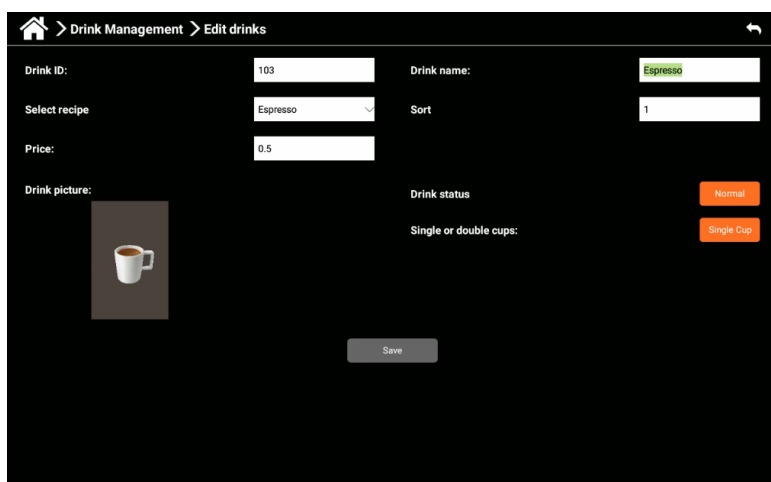 Drink Management Edit drinks
Drink ID: 103 Drink name: Espresso
Select recipe Espresso Sort 1
Price: 0.5
Drink picture:
Drink status Normal
Single or double cups: Single Cup
Save